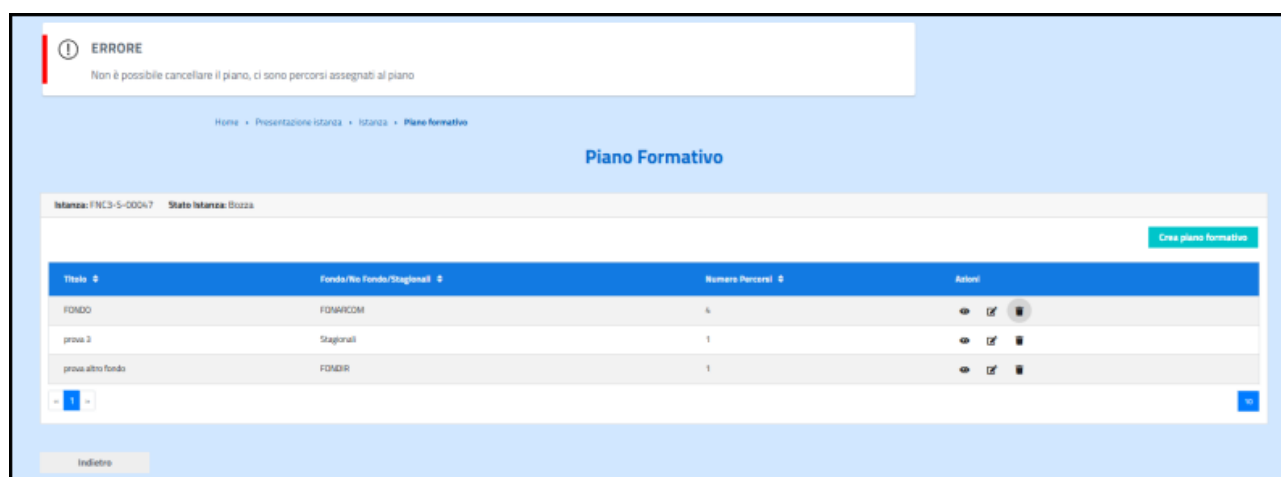 ERRORE
Non è possibile cancellare il piano, ci sono percorsi assegnati al piano
Home • Presentazione istanza • Istanza • Piano formativo
Piano Formativo
Istanza: FNC3-S-00047 Stato Istanza: Bozza
Crea piano formativo
Titolo Fondo/No Fondo/Stagionali Numero Percorsi Azioni
FONDO FONARCOM 4
prova 3 Stagionali 1
prova altro fondo FONDIR 1
« 1 » 10
Indietro